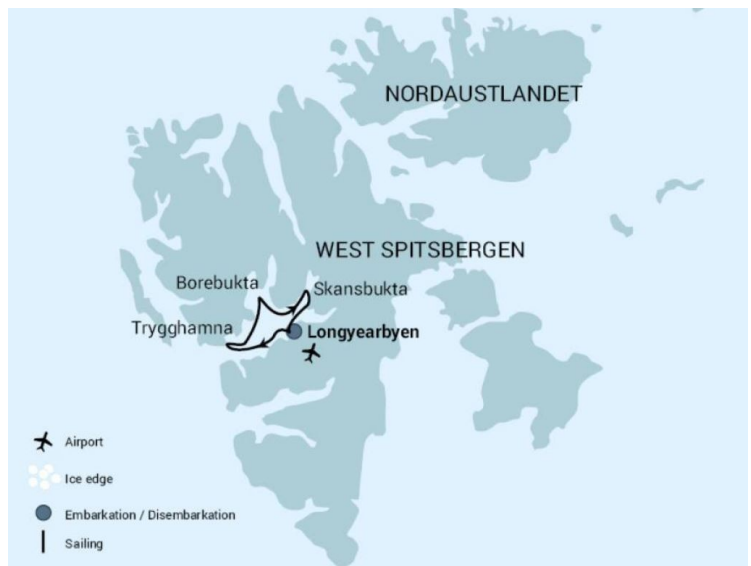 NORDAUSTLANDET
WEST SPITSBERGEN
Borebukta
Skansbukta
Trygghamna
Longyearbyen
Airport
Ice edge
Embarkation / Disembarkation
Sailing